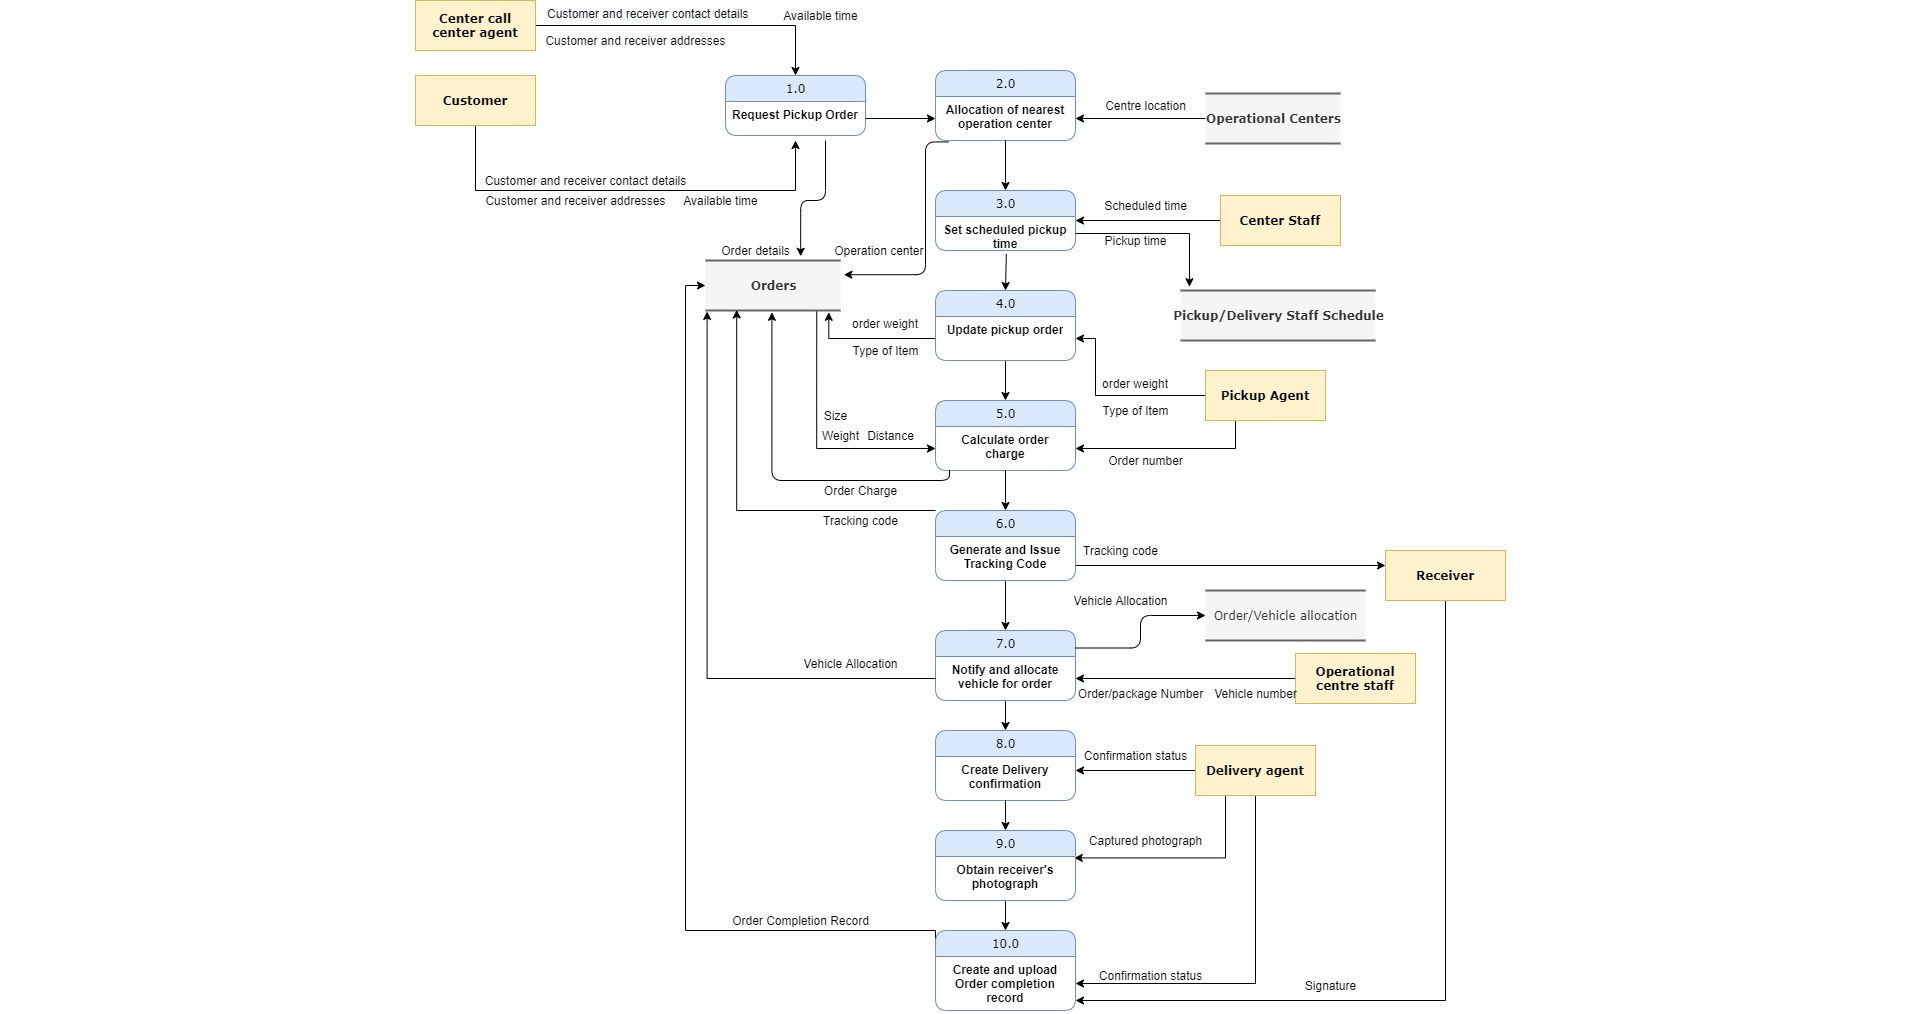 Center call
center agent
Customer and receiver contact details
Available time
Customer and receiver addresses
Customer
1.0
Request Pickup Order
2.0
Allocation of nearest
operation center
Centre location
Operational Centers
Customer and receiver contact details
Customer and receiver addresses
Available time
3.0
Set scheduled pickup
time
Scheduled time
Pickup time
Center Staff
Order details
Operation center
Orders
4.0
Update pickup order
Pickup/Delivery Staff Schedule
order weight
Type of Item
order weight
Type of Item
Pickup Agent
5.0
Calculate order
charge
Size
Weight
Distance
Order number
Order Charge
Tracking code
6.0
Generate and Issue
Tracking Code
Tracking code
Receiver
Vehicle Allocation
Order/Vehicle allocation
7.0
Notify and allocate
vehicle for order
Vehicle Allocation
Operational
centre staff
Order/package Number
Vehicle number
8.0
Create Delivery
confirmation
Confirmation status
Delivery agent
9.0
Obtain receiver's
photograph
Captured photograph
Order Completion Record
10.0
Create and upload
Order completion
record
Confirmation status
Signature